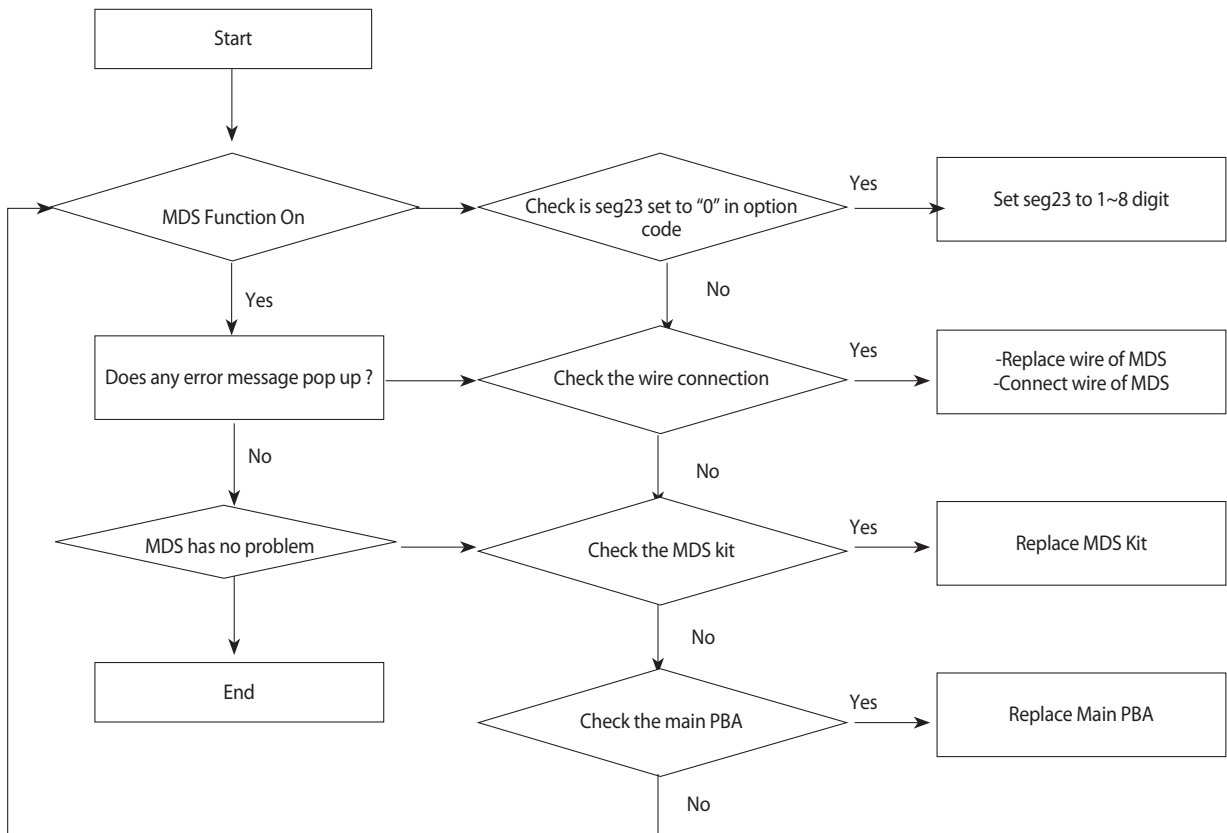 Start
MDS Function On
Check is seg23 set to “0” in option
code
Yes
Set seg23 to 1~8 digit
Yes
No
Does any error message pop up ?
Check the wire connection
Yes
-Replace wire of MDS
-Connect wire of MDS
No
No
MDS has no problem
Check the MDS kit
Yes
Replace MDS Kit
No
End
Check the main PBA
Yes
Replace Main PBA
No